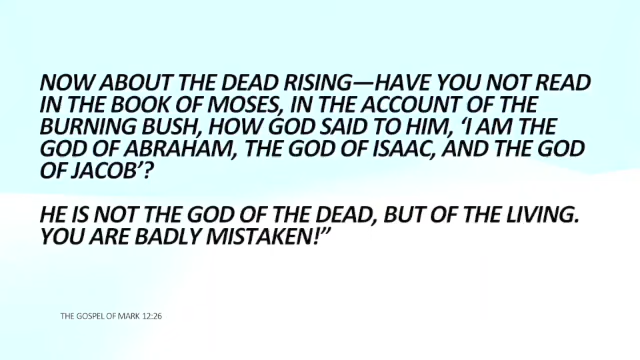 NOW ABOUT THE DEAD RISING—HAVE YOU NOT READ
IN THE BOOK OF MOSES, IN THE ACCOUNT OF THE
BURNING BUSH, HOW GOD SAID TO HIM, ‘I AM THE
GOD OF ABRAHAM, THE GOD OF ISAAC, AND THE GOD
OF JACOB’?
HE IS NOT THE GOD OF THE DEAD, BUT OF THE LIVING.
YOU ARE BADLY MISTAKEN!”
THE GOSPEL OF MARK 12:26